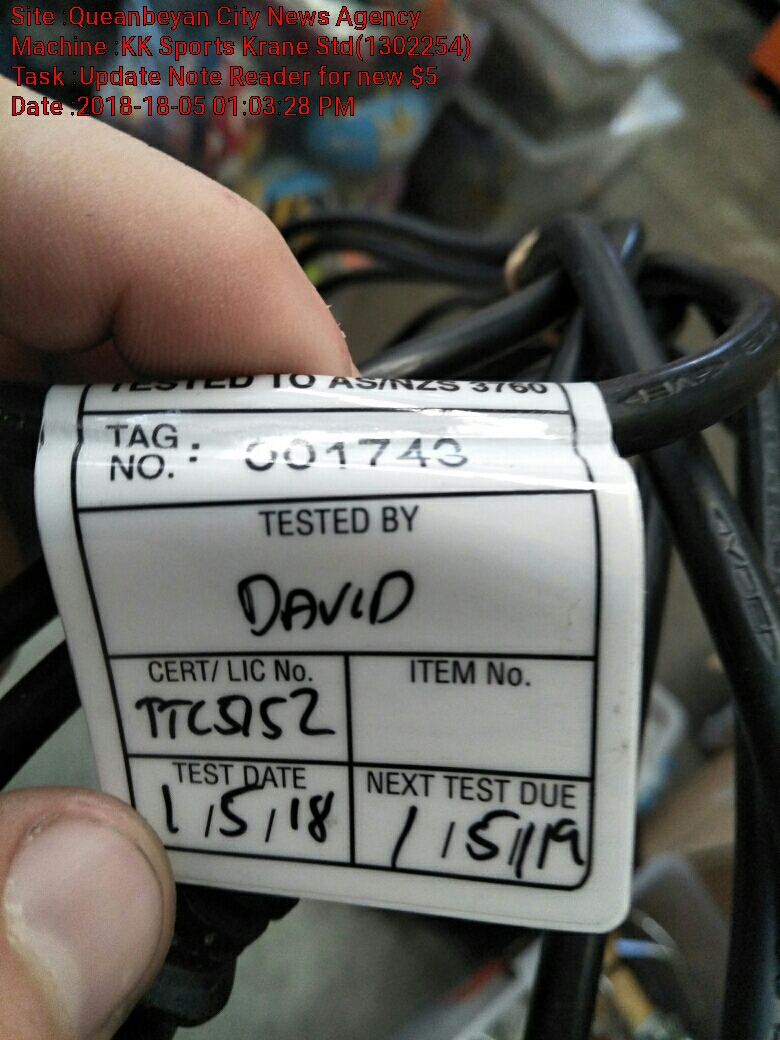 Site :Queanbeyan City News Agency
Machine :KK Sports Krane Std(1302254)
Task :Update Note Reader for new $5
Date :2018-18-05 01:03:28 PM
TESTED TO AS/NZS 3760
TAG NO. : 001743
TESTED BY
DAVID
CERT/ LIC No.
ITEM No.
TTC5152
TEST DATE
NEXT TEST DUE
1/5/18
1/5/19